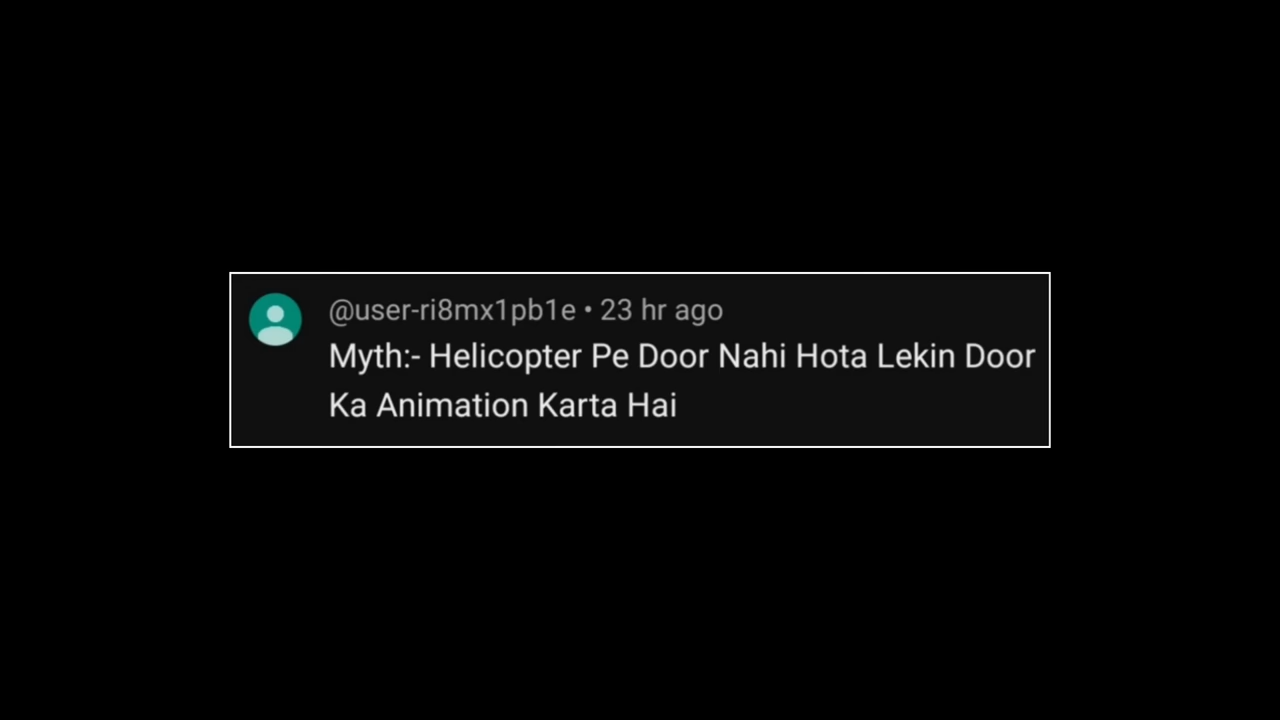 @user-ri8mx1pb1e • 23 hr ago
Myth:- Helicopter Pe Door Nahi Hota Lekin Door
Ka Animation Karta Hai